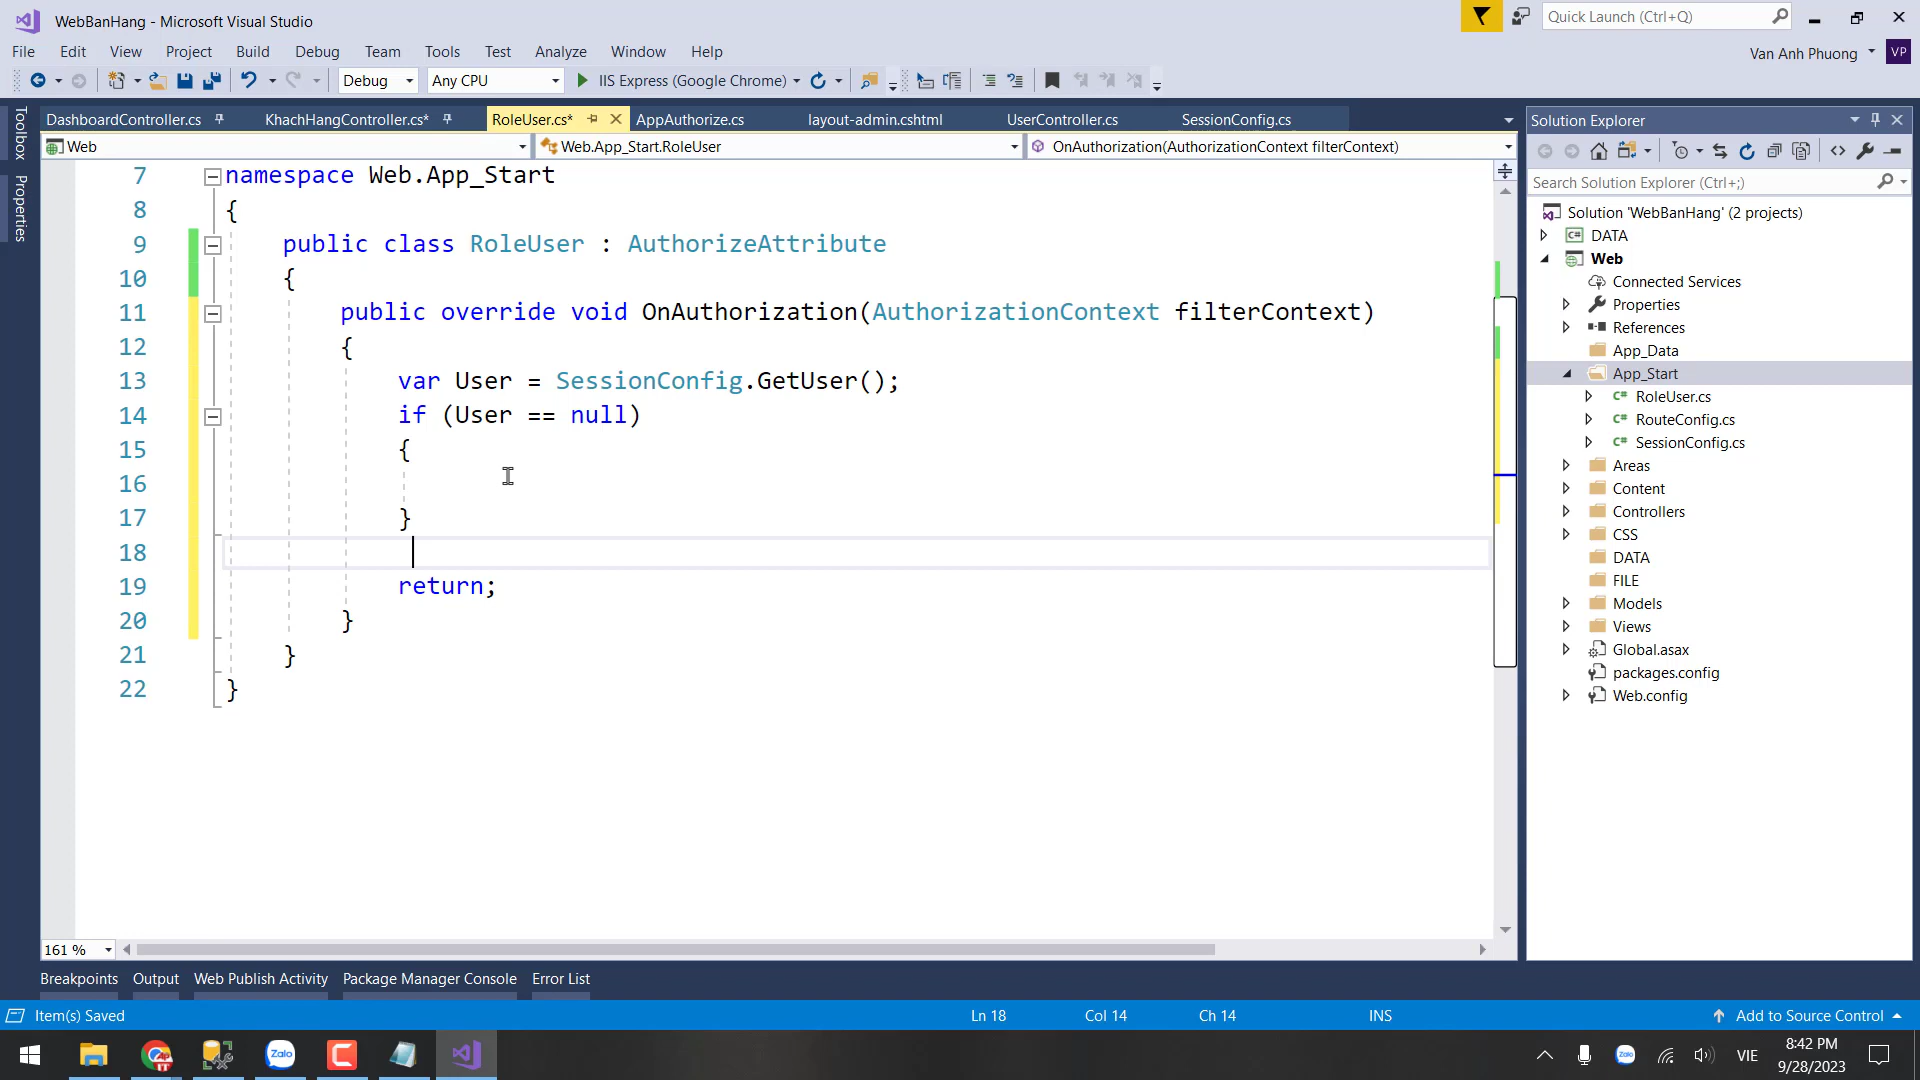 WebBanHang - Microsoft Visual Studio
Quick Launch (Ctrl+Q)
File Edit View Project Build Debug Team Tools Test Analyze Window Help
Van Anh Phuong VP
Debug Any CPU IIS Express (Google Chrome)
Toolbox
Properties
DashboardController.cs KhachHangController.cs* RoleUser.cs* AppAuthorize.cs layout-admin.cshtml UserController.cs SessionConfig.cs
Web Web.App_Start.RoleUser OnAuthorization(AuthorizationContext filterContext)
7 namespace Web.App_Start
8 {
9 public class RoleUser : AuthorizeAttribute
10 {
11 public override void OnAuthorization(AuthorizationContext filterContext)
12 {
13 var User = SessionConfig.GetUser();
14 if (User == null)
15 {
16
17 }
18
19 return;
20 }
21 }
22 }
161 %
Solution Explorer
Search Solution Explorer (Ctrl+;)
Solution 'WebBanHang' (2 projects)
DATA
Web
Connected Services
Properties
References
App_Data
App_Start
RoleUser.cs
RouteConfig.cs
SessionConfig.cs
Areas
Content
Controllers
CSS
DATA
FILE
Models
Views
Global.asax
packages.config
Web.config
Breakpoints Output Web Publish Activity Package Manager Console Error List
Item(s) Saved Ln 18 Col 14 Ch 14 INS Add to Source Control
Zalo
VIE
8:42 PM
9/28/2023